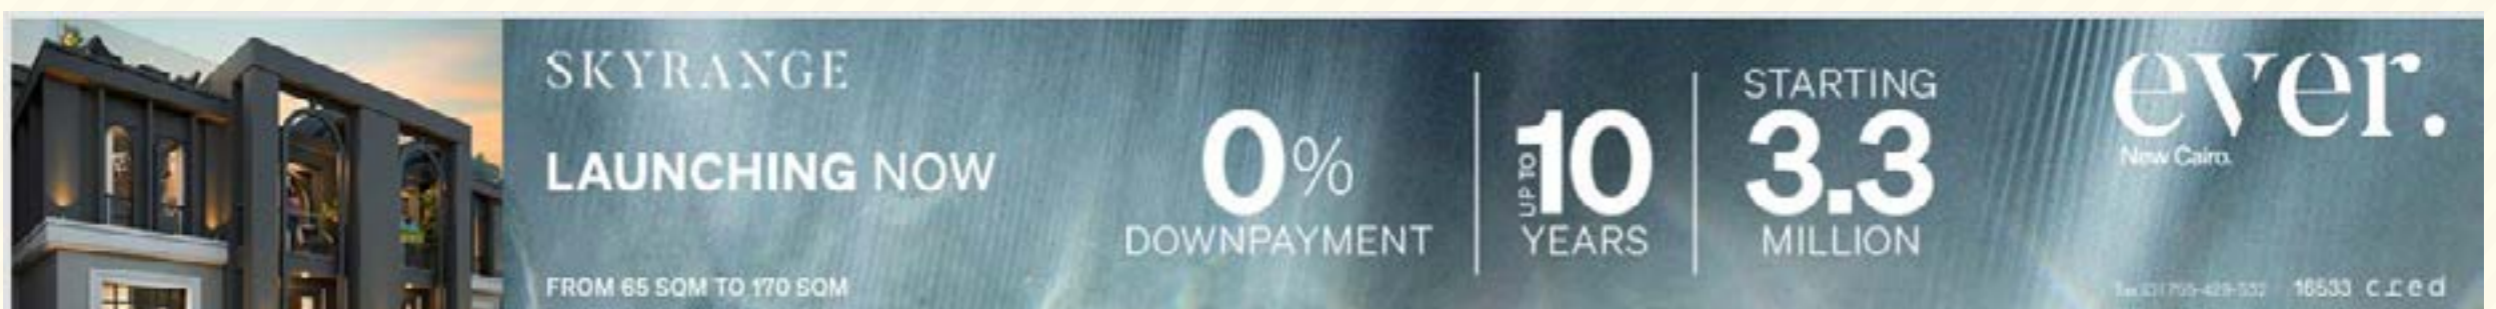 SKYRANGE
LAUNCHING NOW
FROM 65 SQM TO 170 SQM
0%
DOWNPAYMENT
UP TO 10
YEARS
STARTING
3.3
MILLION
ever.
New Cairo.
16533 cred